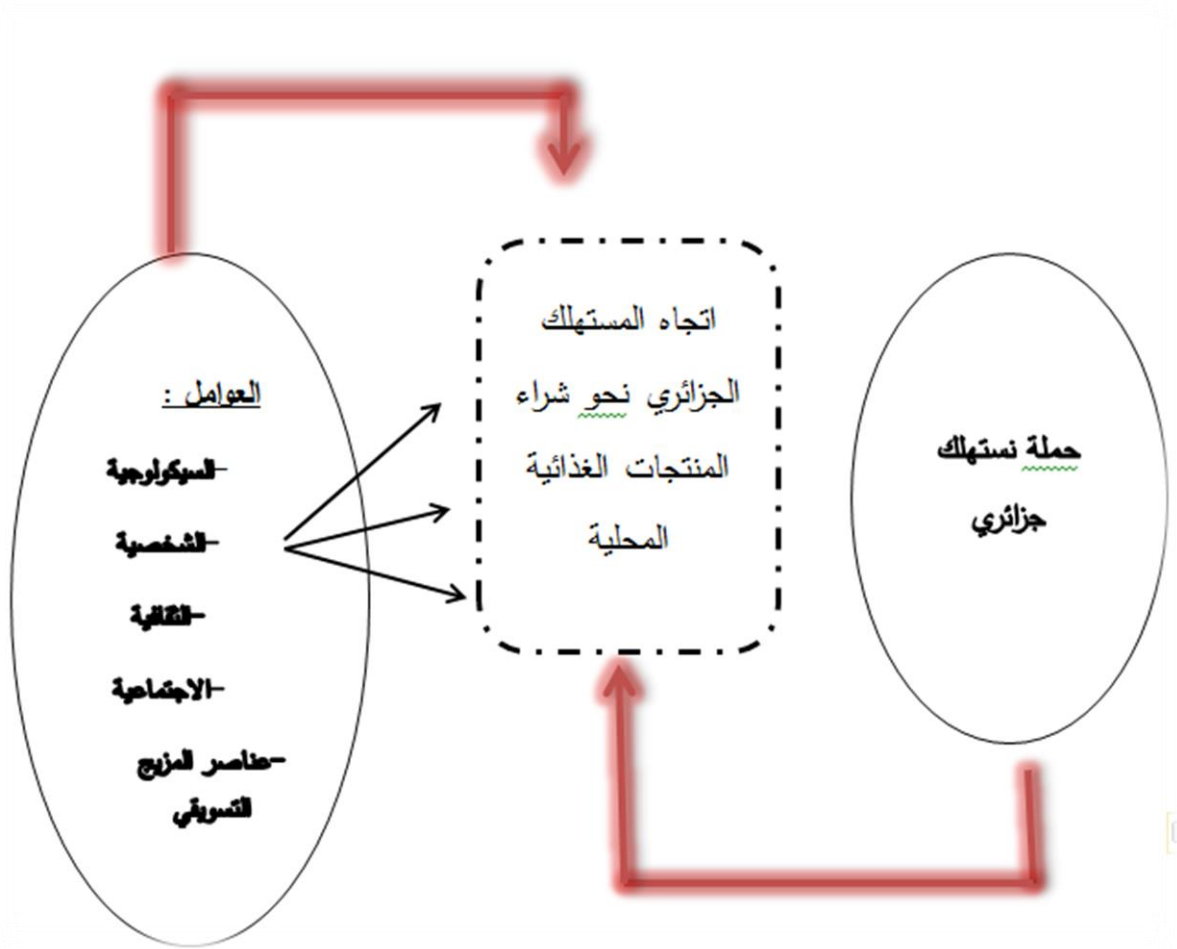 العوامل :
-السيكولوجية
-الشخصية
-الثقافية
-الاجتماعية
-عناصر المزيج
التسويقي
اتجاه المستهلك
الجزائري نحو شراء
المنتجات الغذائية
المحلية
حملة نستهلك
جزائري